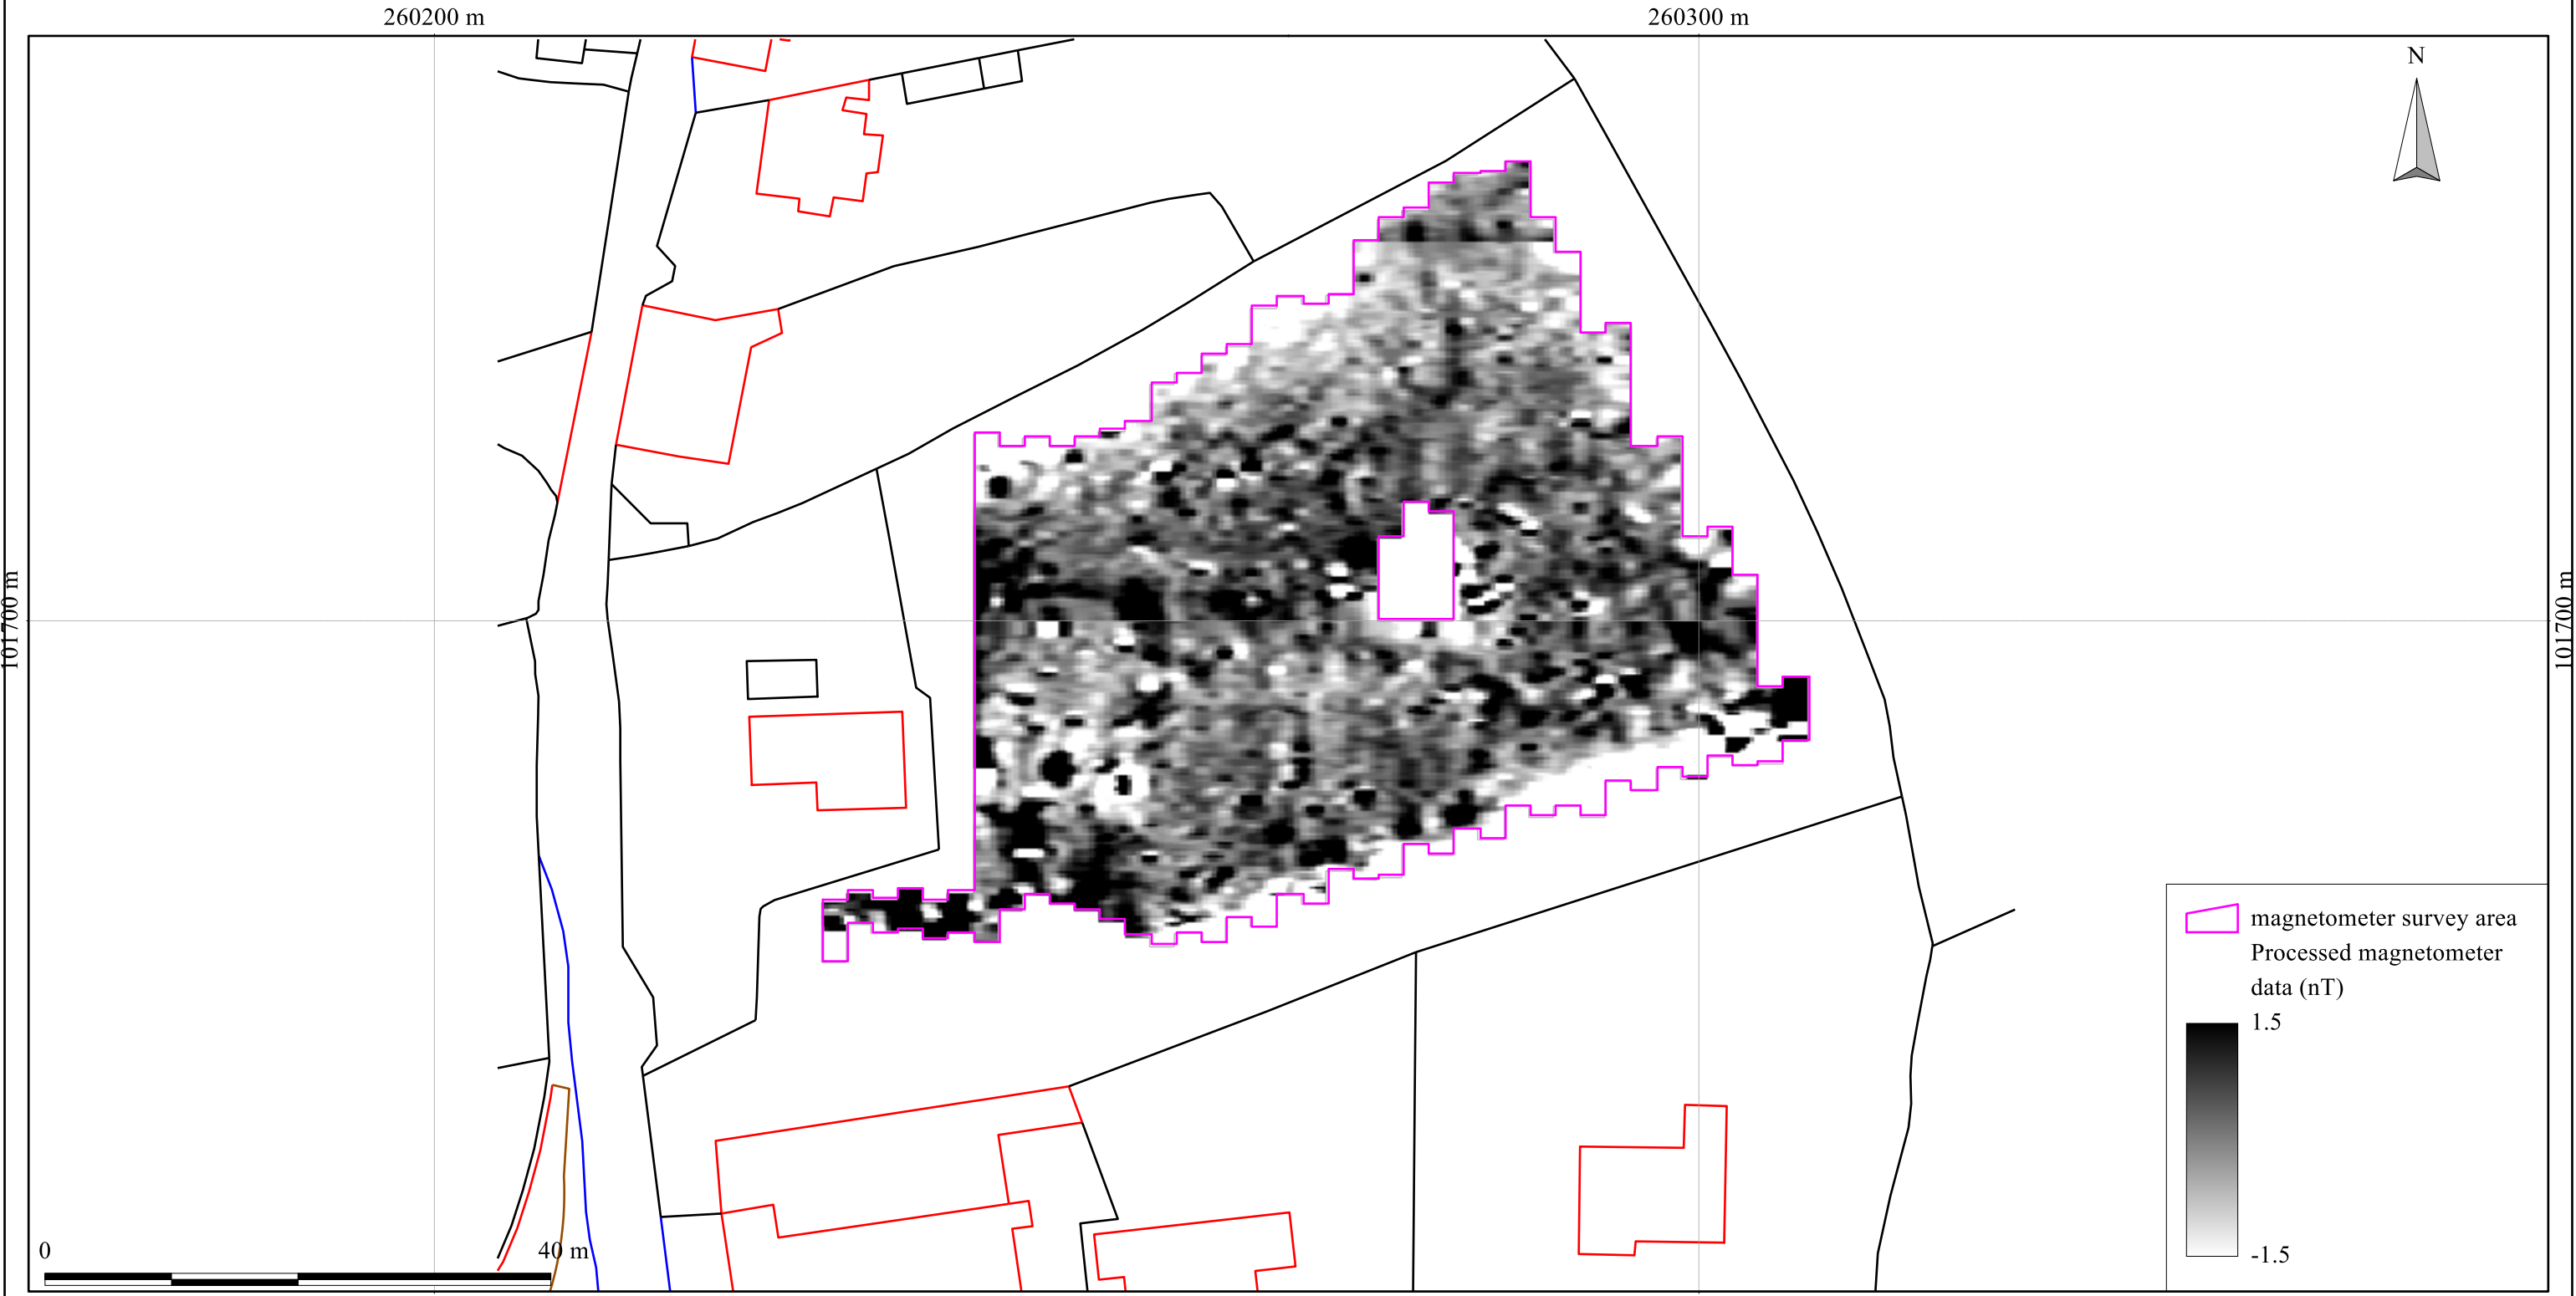 260200 m
260300 m
N
101700 m
101700 m
magnetometer survey area
Processed magnetometer
data (nT)
1.5
-1.5
0
40 m